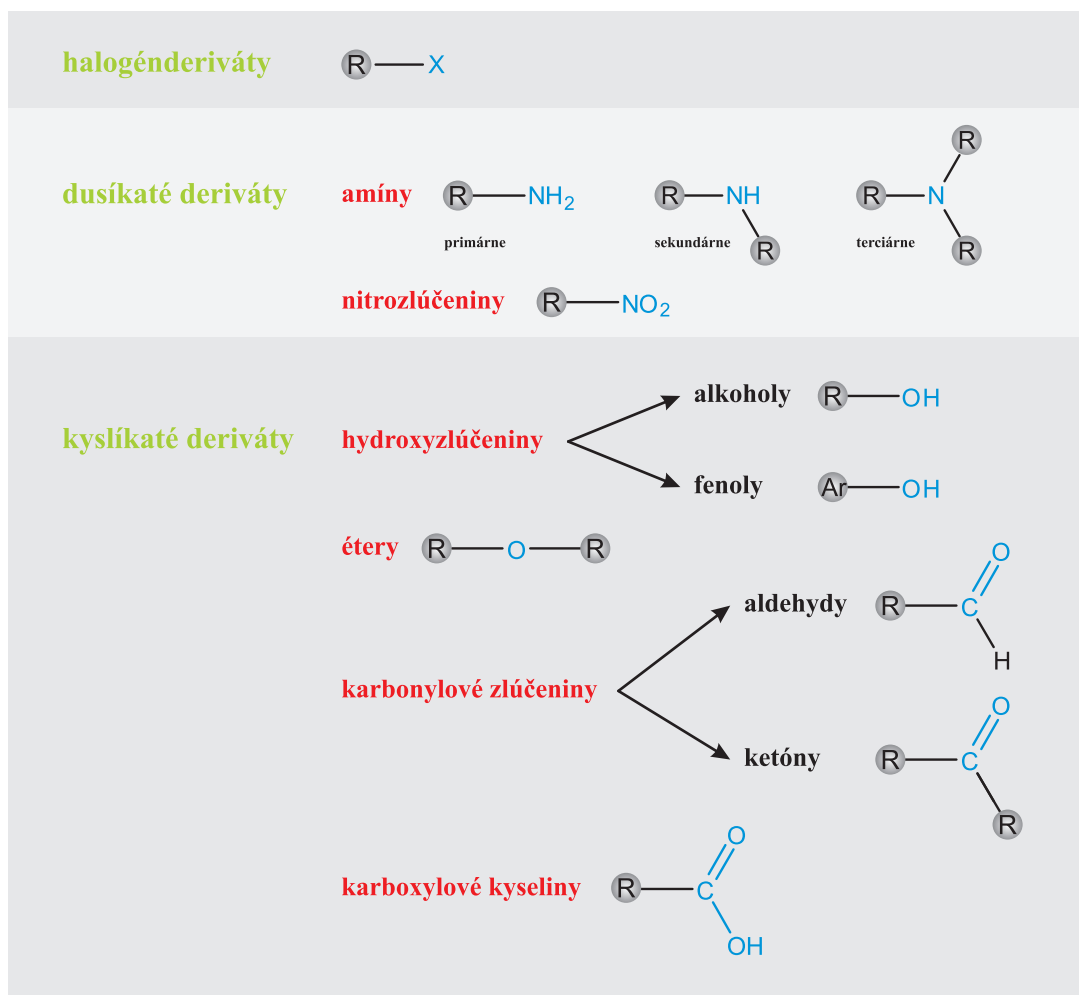 halogénderiváty R X
R
dusíkaté deriváty amíny R NH2 R NH R N
primárne sekundárne R terciárne R
nitrozlúčeniny R NO2
alkoholy R OH
kyslíkaté deriváty hydroxyzlúčeniny
fenoly Ar OH
étery R O R
O
aldehydy R C
H
karbonylové zlúčeniny
O
ketóny R C
R
O
karboxylové kyseliny R C
OH